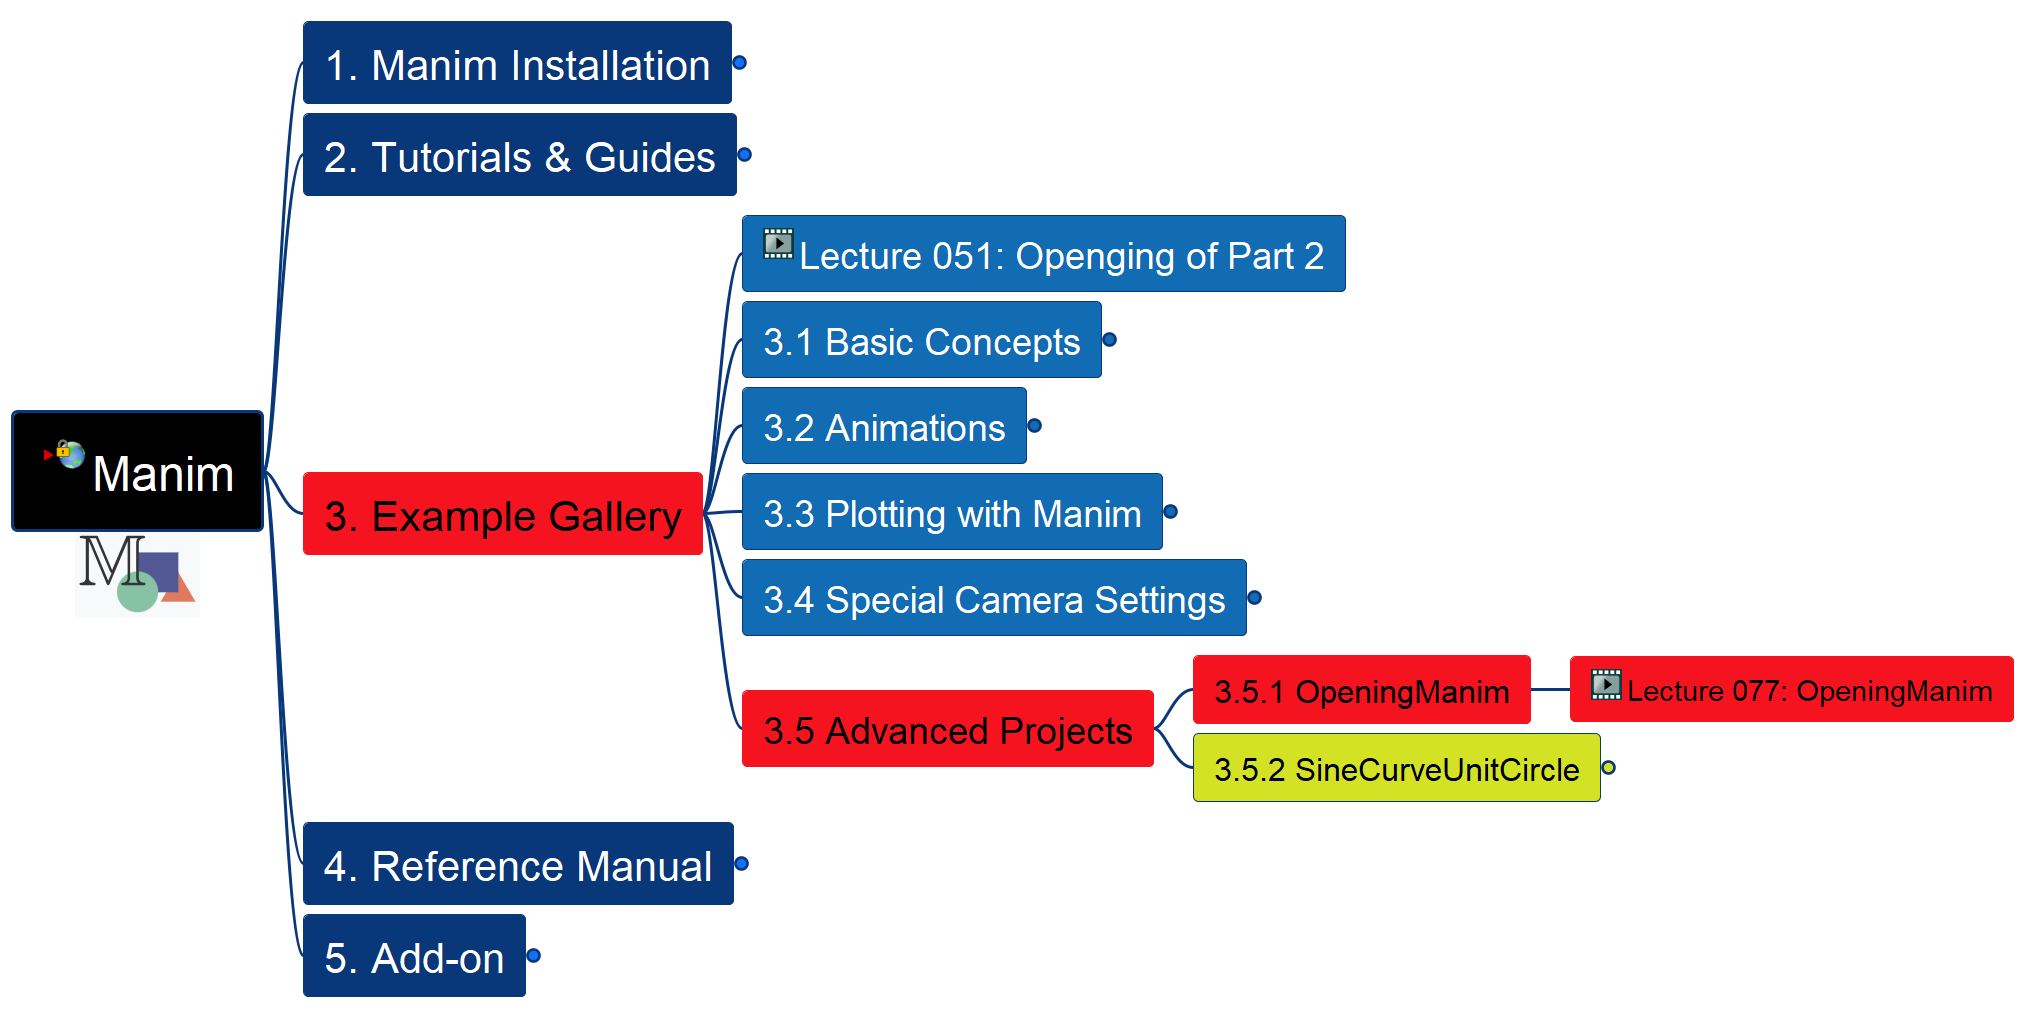 1. Manim Installation
2. Tutorials & Guides
Lecture 051: Openging of Part 2
3.1 Basic Concepts
3.2 Animations
Manim
M
3. Example Gallery
3.3 Plotting with Manim
3.4 Special Camera Settings
3.5 Advanced Projects
3.5.1 OpeningManim
Lecture 077: OpeningManim
3.5.2 SineCurveUnitCircle
4. Reference Manual
5. Add-on